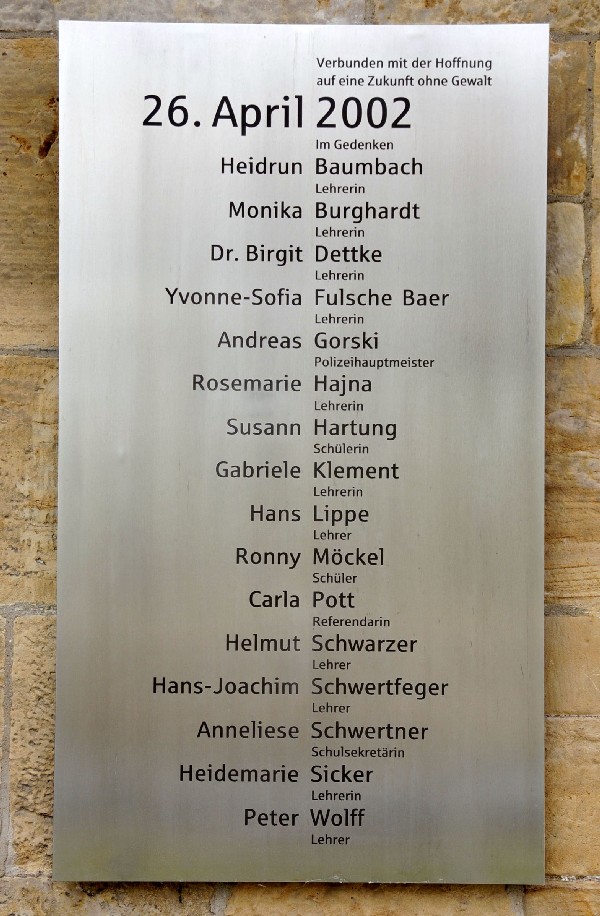 Verbunden mit der Hoffnung
auf eine Zukunft ohne Gewalt
26. April 2002
Im Gedenken
Heidrun Baumbach
Lehrerin
Monika Burghardt
Lehrerin
Dr. Birgit Dettke
Lehrerin
Yvonne-Sofia Fulsche Baer
Lehrerin
Andreas Gorski
Polizeihauptmeister
Rosemarie Hajna
Lehrerin
Susann Hartung
Schülerin
Gabriele Klement
Lehrerin
Hans Lippe
Lehrer
Ronny Möckel
Schüler
Carla Pott
Referendarin
Helmut Schwarzer
Lehrer
Hans-Joachim Schwertfeger
Lehrer
Anneliese Schwertner
Schulsekretärin
Heidemarie Sicker
Lehrerin
Peter Wolff
Lehrer